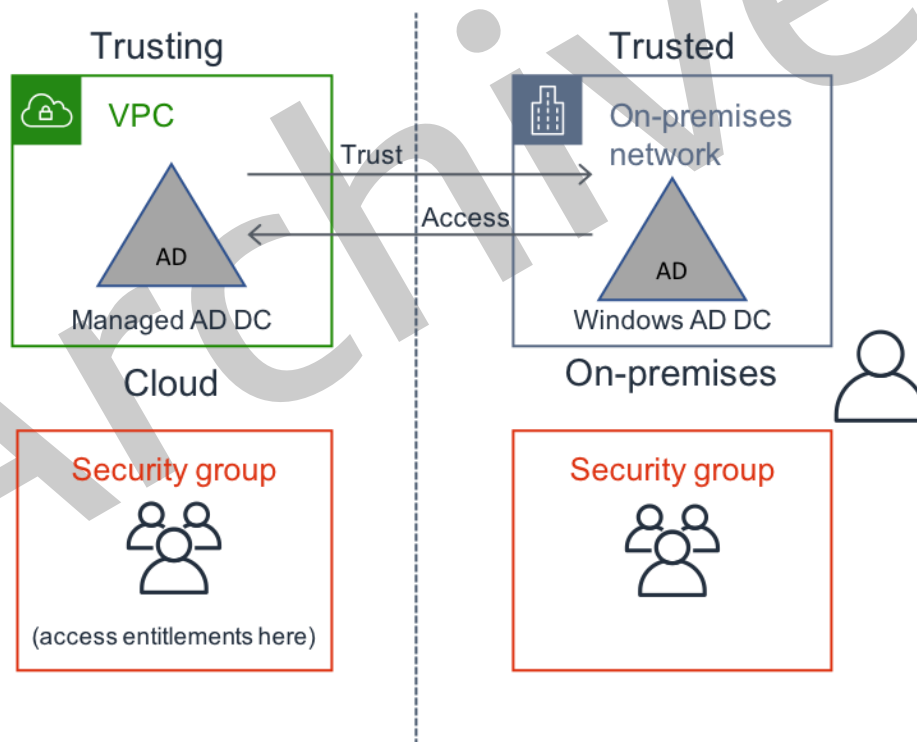 Trusting
Trusted
VPC
On-premises
network
Trust
Access
AD
AD
Managed AD DC
Windows AD DC
Cloud
On-premises
Security group
Security group
(access entitlements here)
Archive